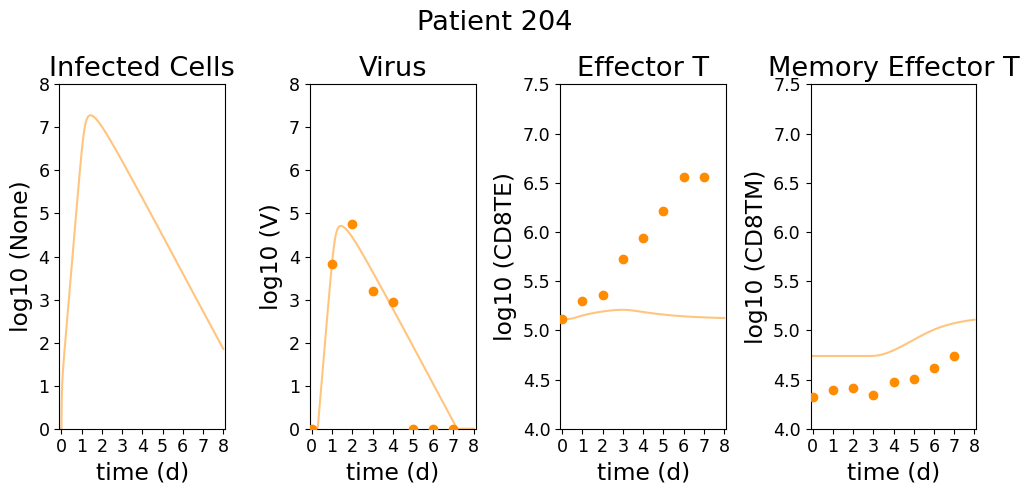 Patient 204
Infected Cells
Virus
Effector T
Memory Effector T
log10 (None)
8
7
6
5
4
3
2
1
0
0 1 2 3 4 5 6 7 8
time (d)
log10 (V)
8
7
6
5
4
3
2
1
0
0 1 2 3 4 5 6 7 8
time (d)
log10 (CD8TE)
7.5
7.0
6.5
6.0
5.5
5.0
4.5
4.0
0 1 2 3 4 5 6 7 8
time (d)
log10 (CD8TM)
7.5
7.0
6.5
6.0
5.5
5.0
4.5
4.0
0 1 2 3 4 5 6 7 8
time (d)